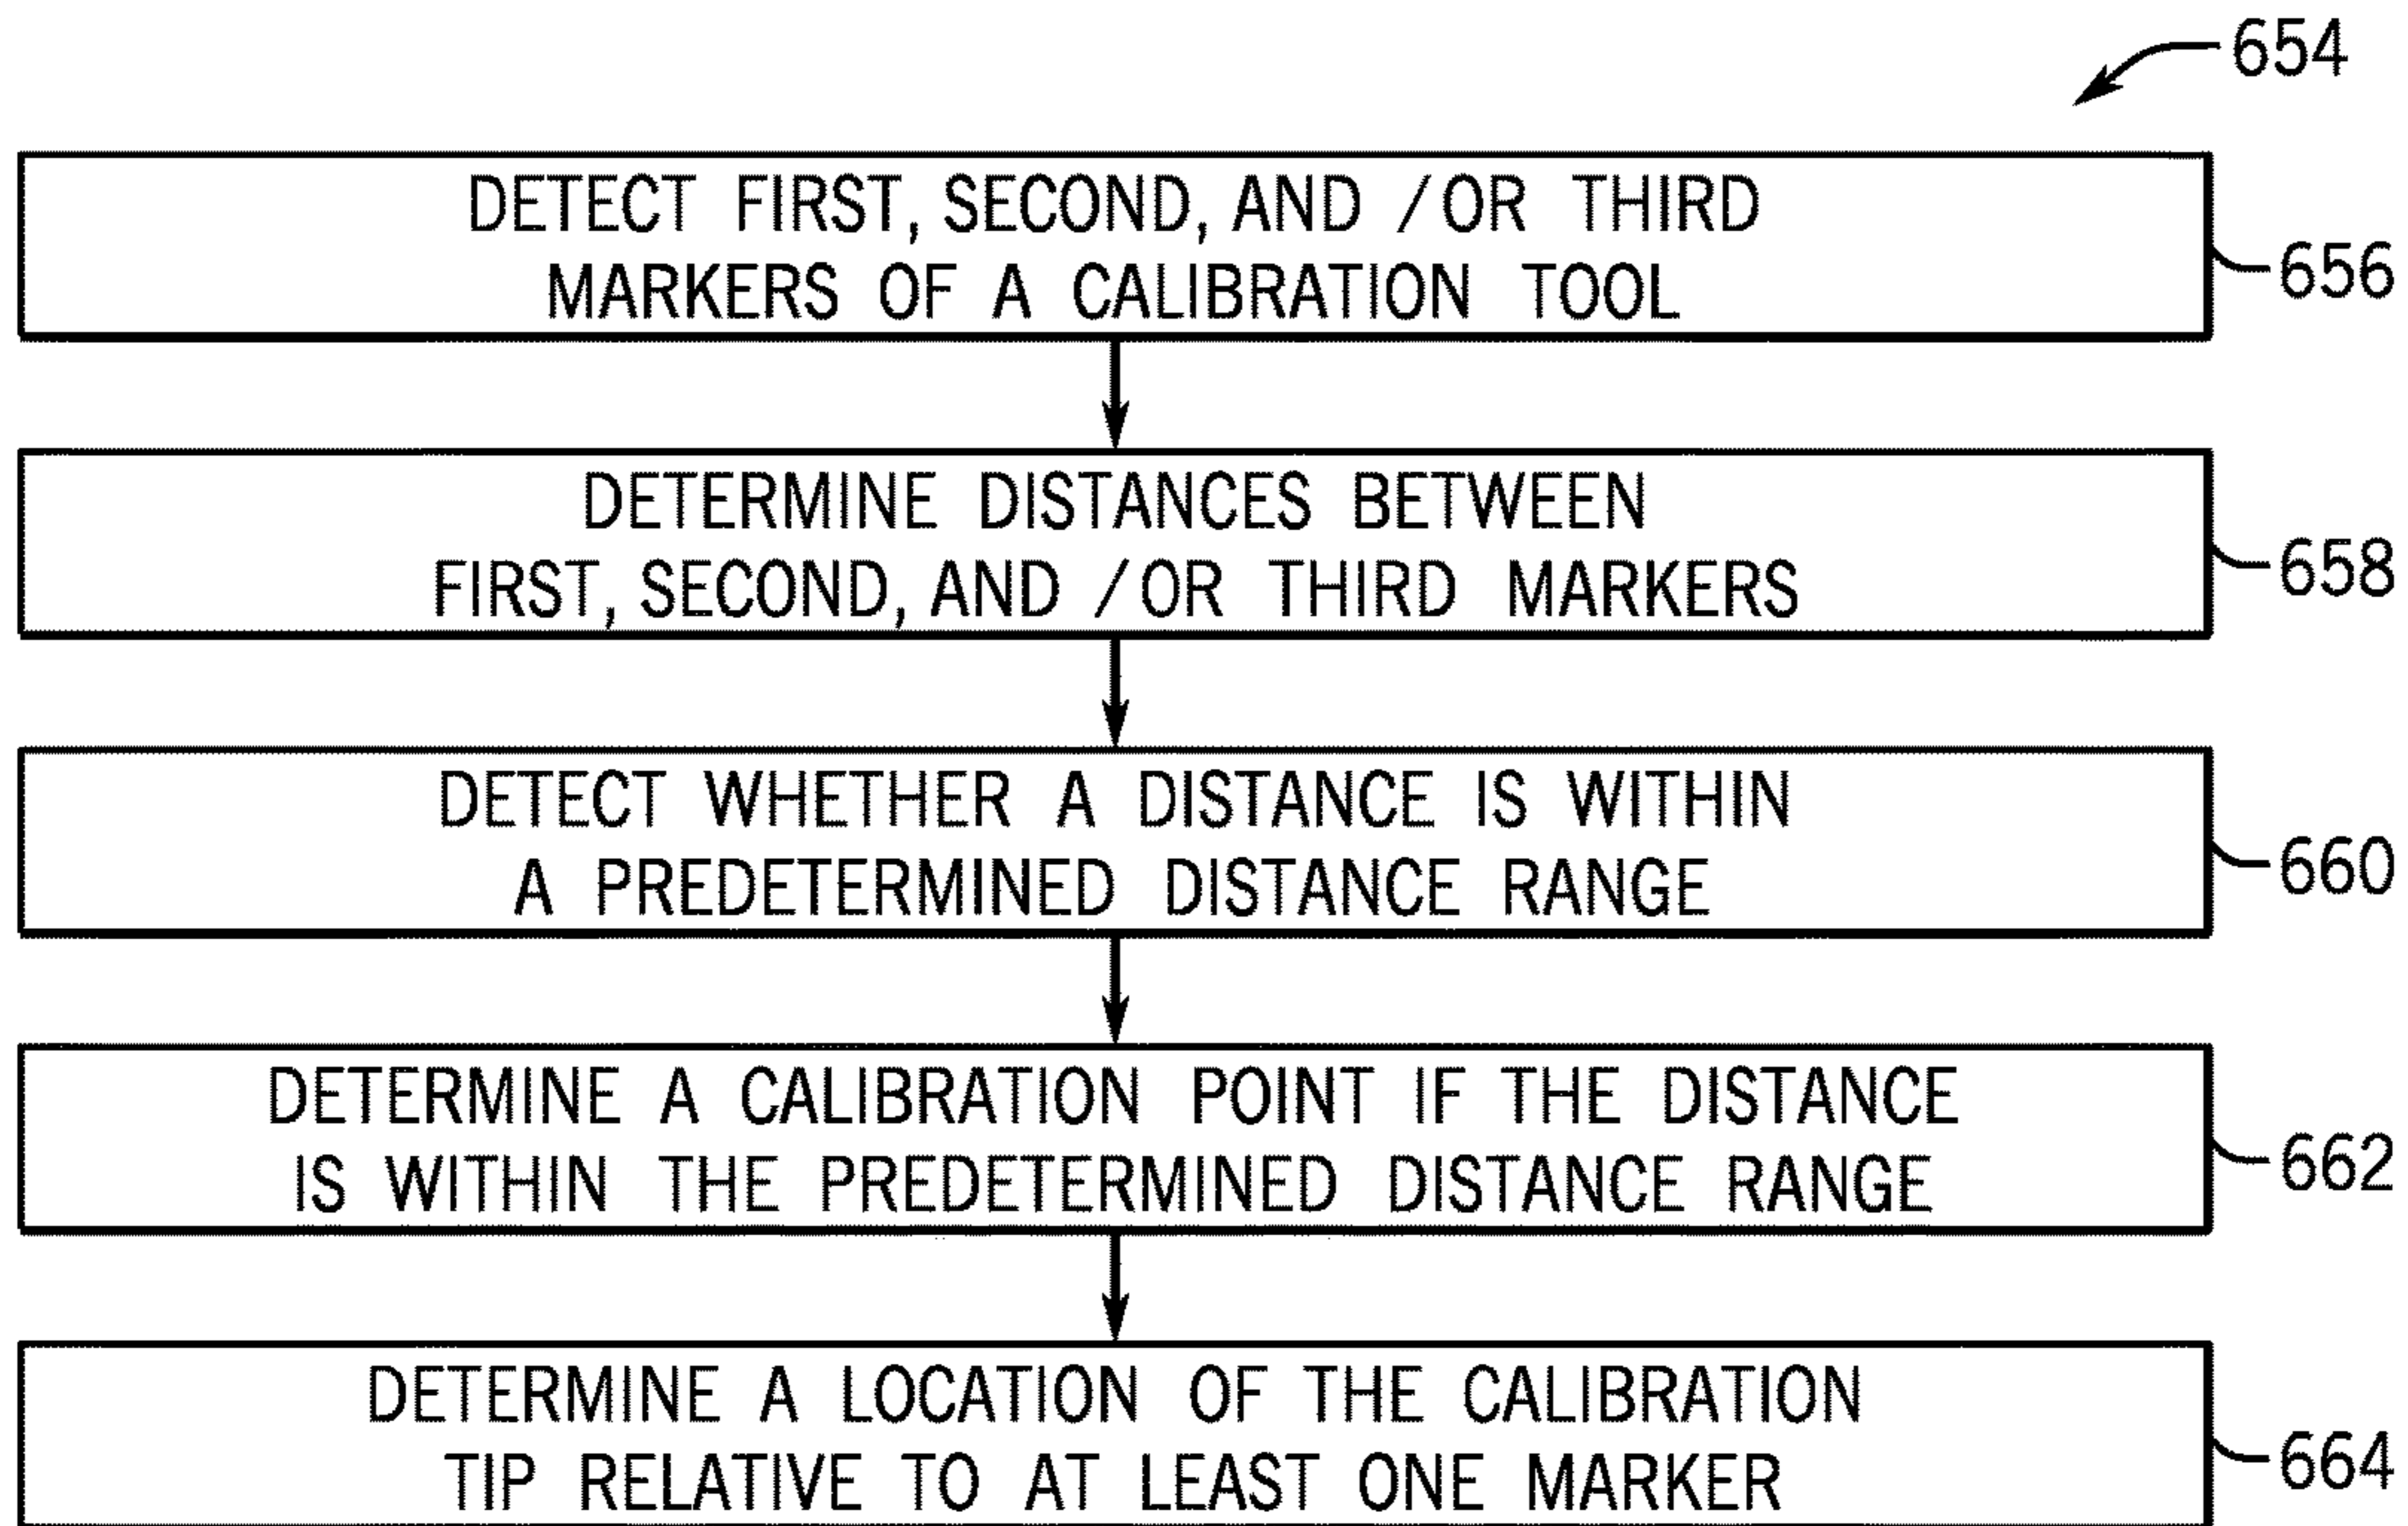 654
DETECT FIRST, SECOND, AND /OR THIRD
MARKERS OF A CALIBRATION TOOL
656
DETERMINE DISTANCES BETWEEN
FIRST, SECOND, AND /OR THIRD MARKERS
658
DETECT WHETHER A DISTANCE IS WITHIN
A PREDETERMINED DISTANCE RANGE
660
DETERMINE A CALIBRATION POINT IF THE DISTANCE
IS WITHIN THE PREDETERMINED DISTANCE RANGE
662
DETERMINE A LOCATION OF THE CALIBRATION
TIP RELATIVE TO AT LEAST ONE MARKER
664